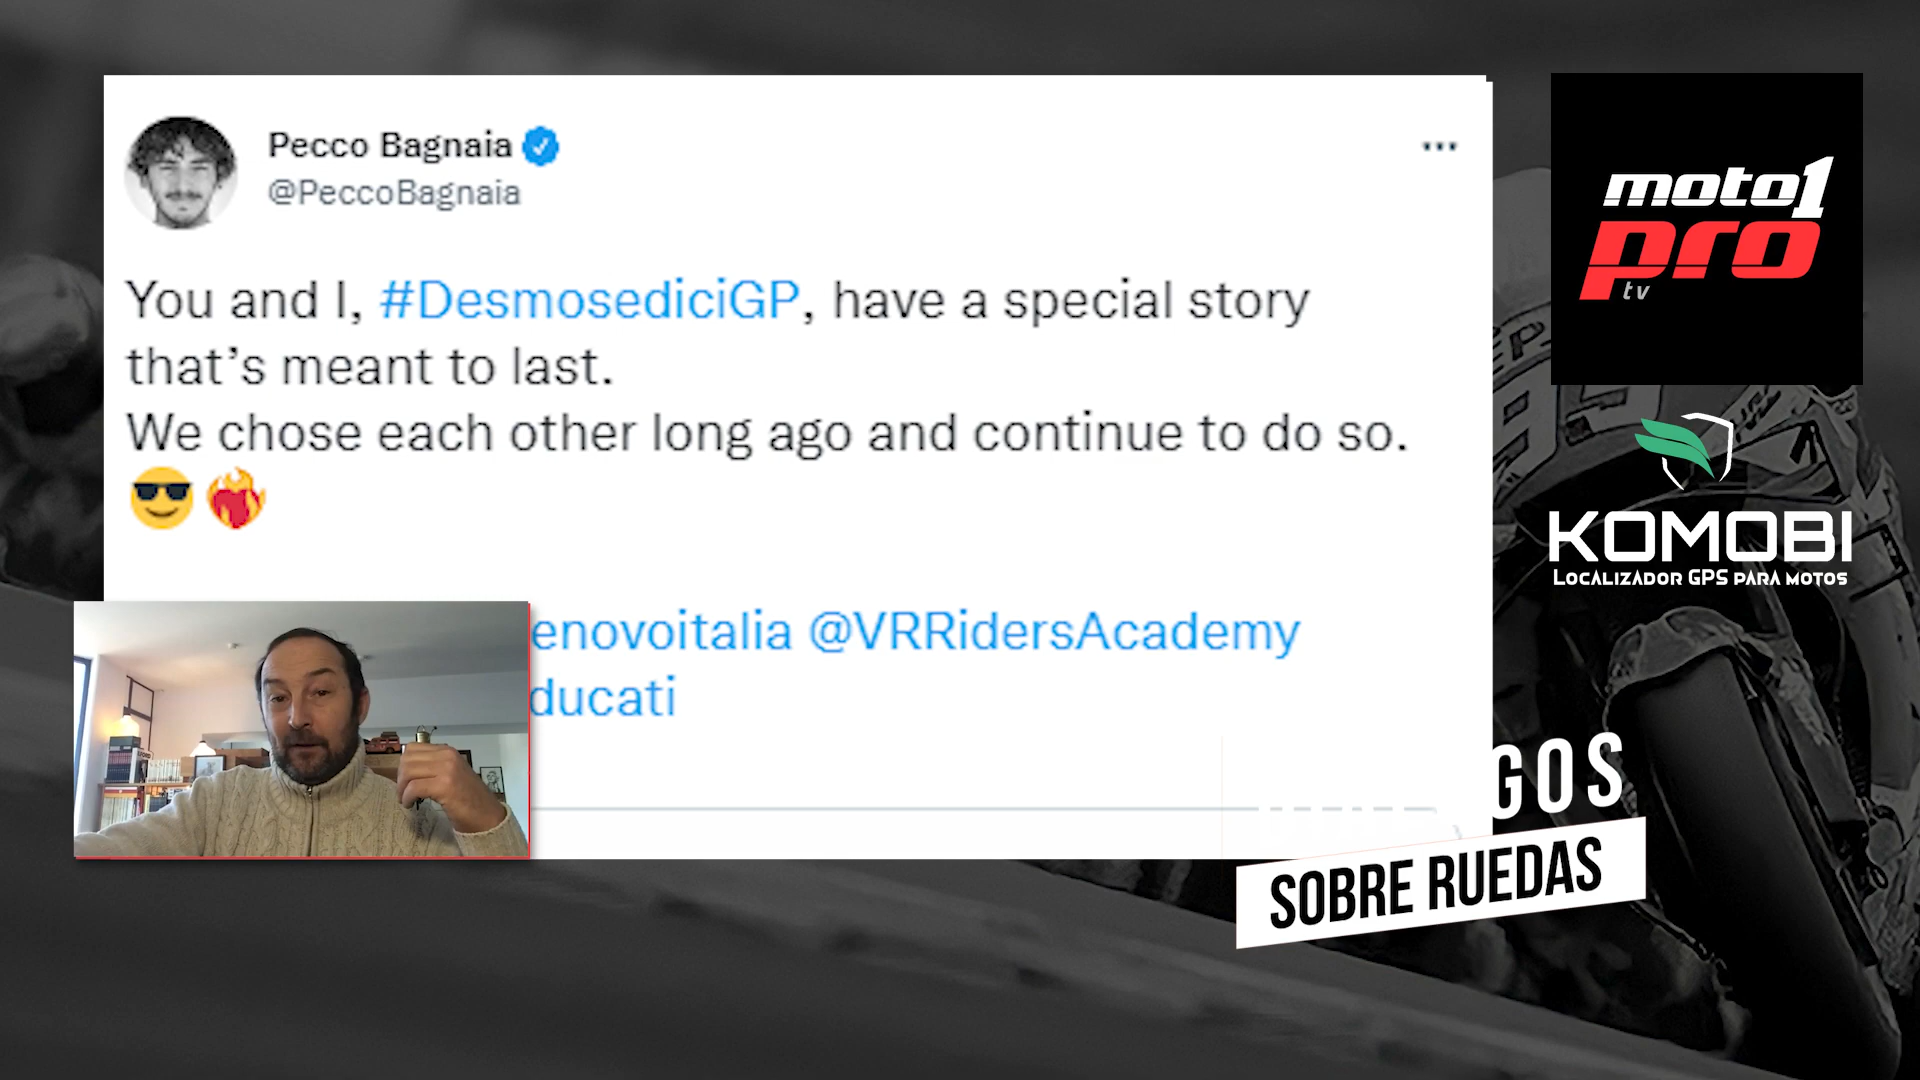 Pecco Bagnaia
@PeccoBagnaia
You and I, #DesmosediciGP, have a special story
that's meant to last.
We chose each other long ago and continue to do so.
😎❤️‍🔥
enovoitalia @VRRidersAcademy
ducati
moto1
pro
tv
KOMOBI
LOCALIZADOR GPS PARA MOTOS
GOS
SOBRE RUEDAS